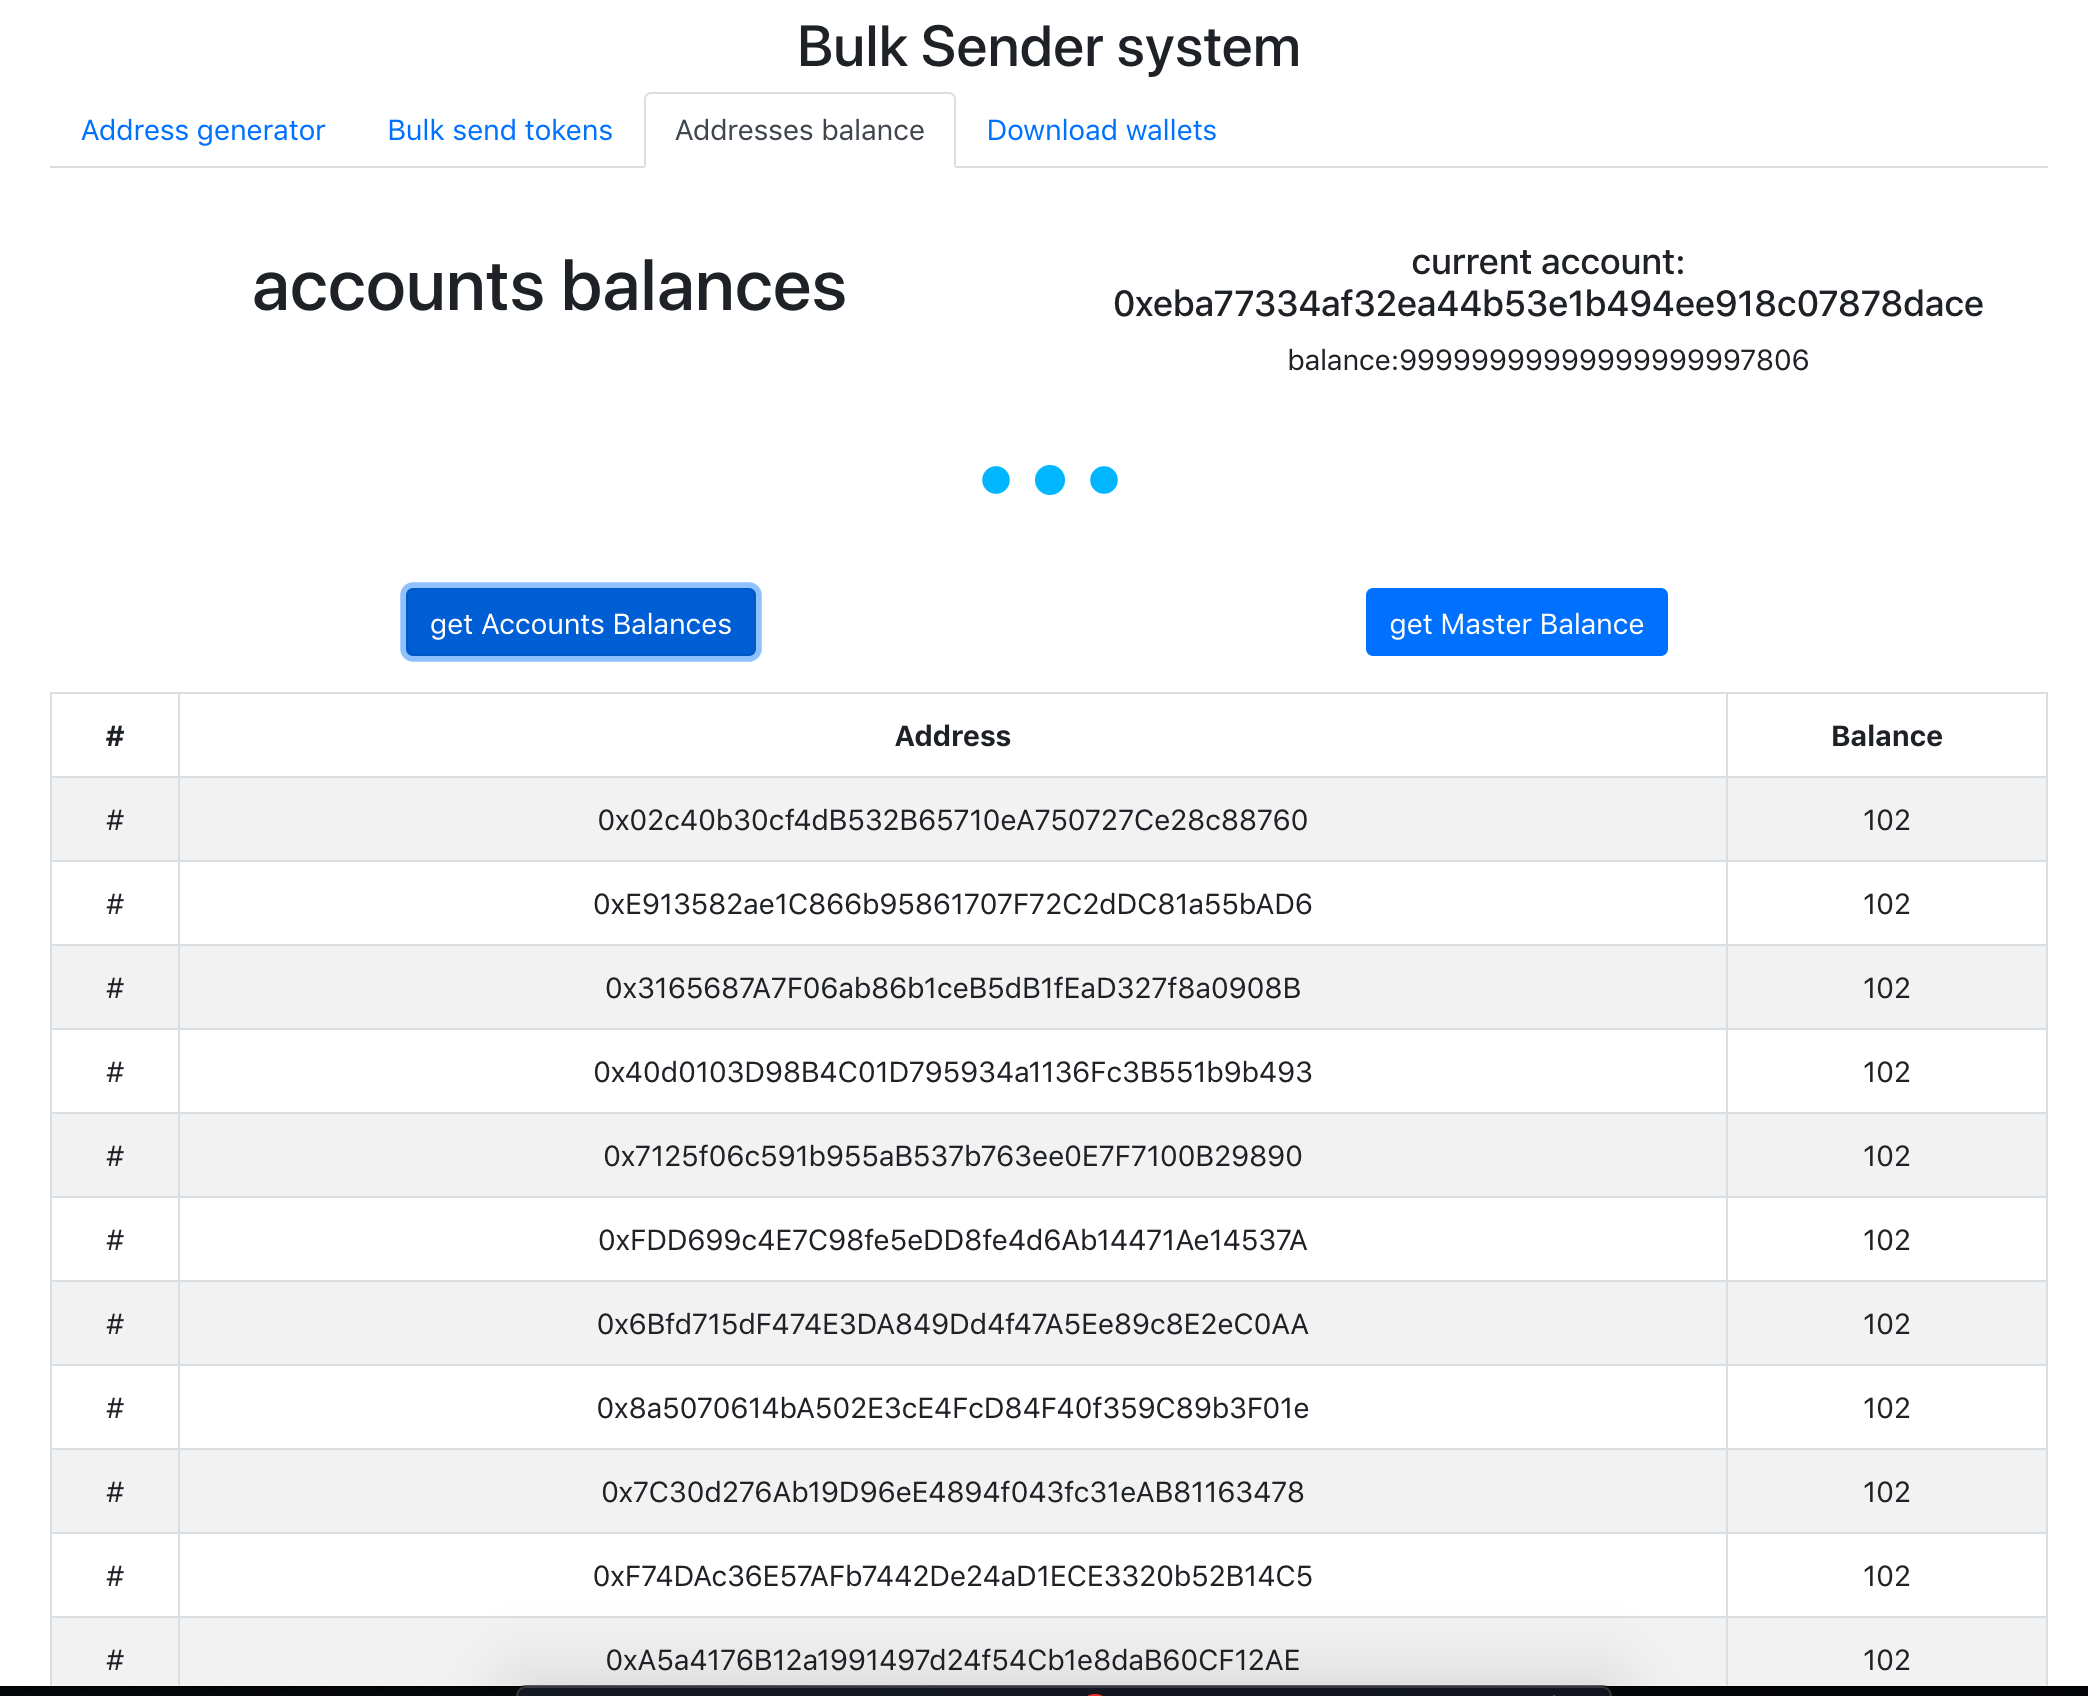 Bulk Sender system
Address generator Bulk send tokens Addresses balance Download wallets
accounts balances
current account:
0xeba77334af32ea44b53e1b494ee918c07878dace
balance:99999999999999999997806
get Accounts Balances get Master Balance
# Address Balance
# 0x02c40b30cf4dB532B65710eA750727Ce28c88760 102
# 0xE913582ae1C866b95861707F72C2dDC81a55bAD6 102
# 0x3165687A7F06ab86b1ceB5dB1fEaD327f8a0908B 102
# 0x40d0103D98B4C01D795934a1136Fc3B551b9b493 102
# 0x7125f06c591b955aB537b763ee0E7F7100B29890 102
# 0xFDD699c4E7C98fe5eDD8fe4d6Ab14471Ae14537A 102
# 0x6Bfd715dF474E3DA849Dd4f47A5Ee89c8E2eC0AA 102
# 0x8a5070614bA502E3cE4FcD84F40f359C89b3F01e 102
# 0x7C30d276Ab19D96eE4894f043fc31eAB81163478 102
# 0xF74DAc36E57AFb7442De24aD1ECE3320b52B14C5 102
# 0xA5a4176B12a1991497d24f54Cb1e8daB60CF12AE 102